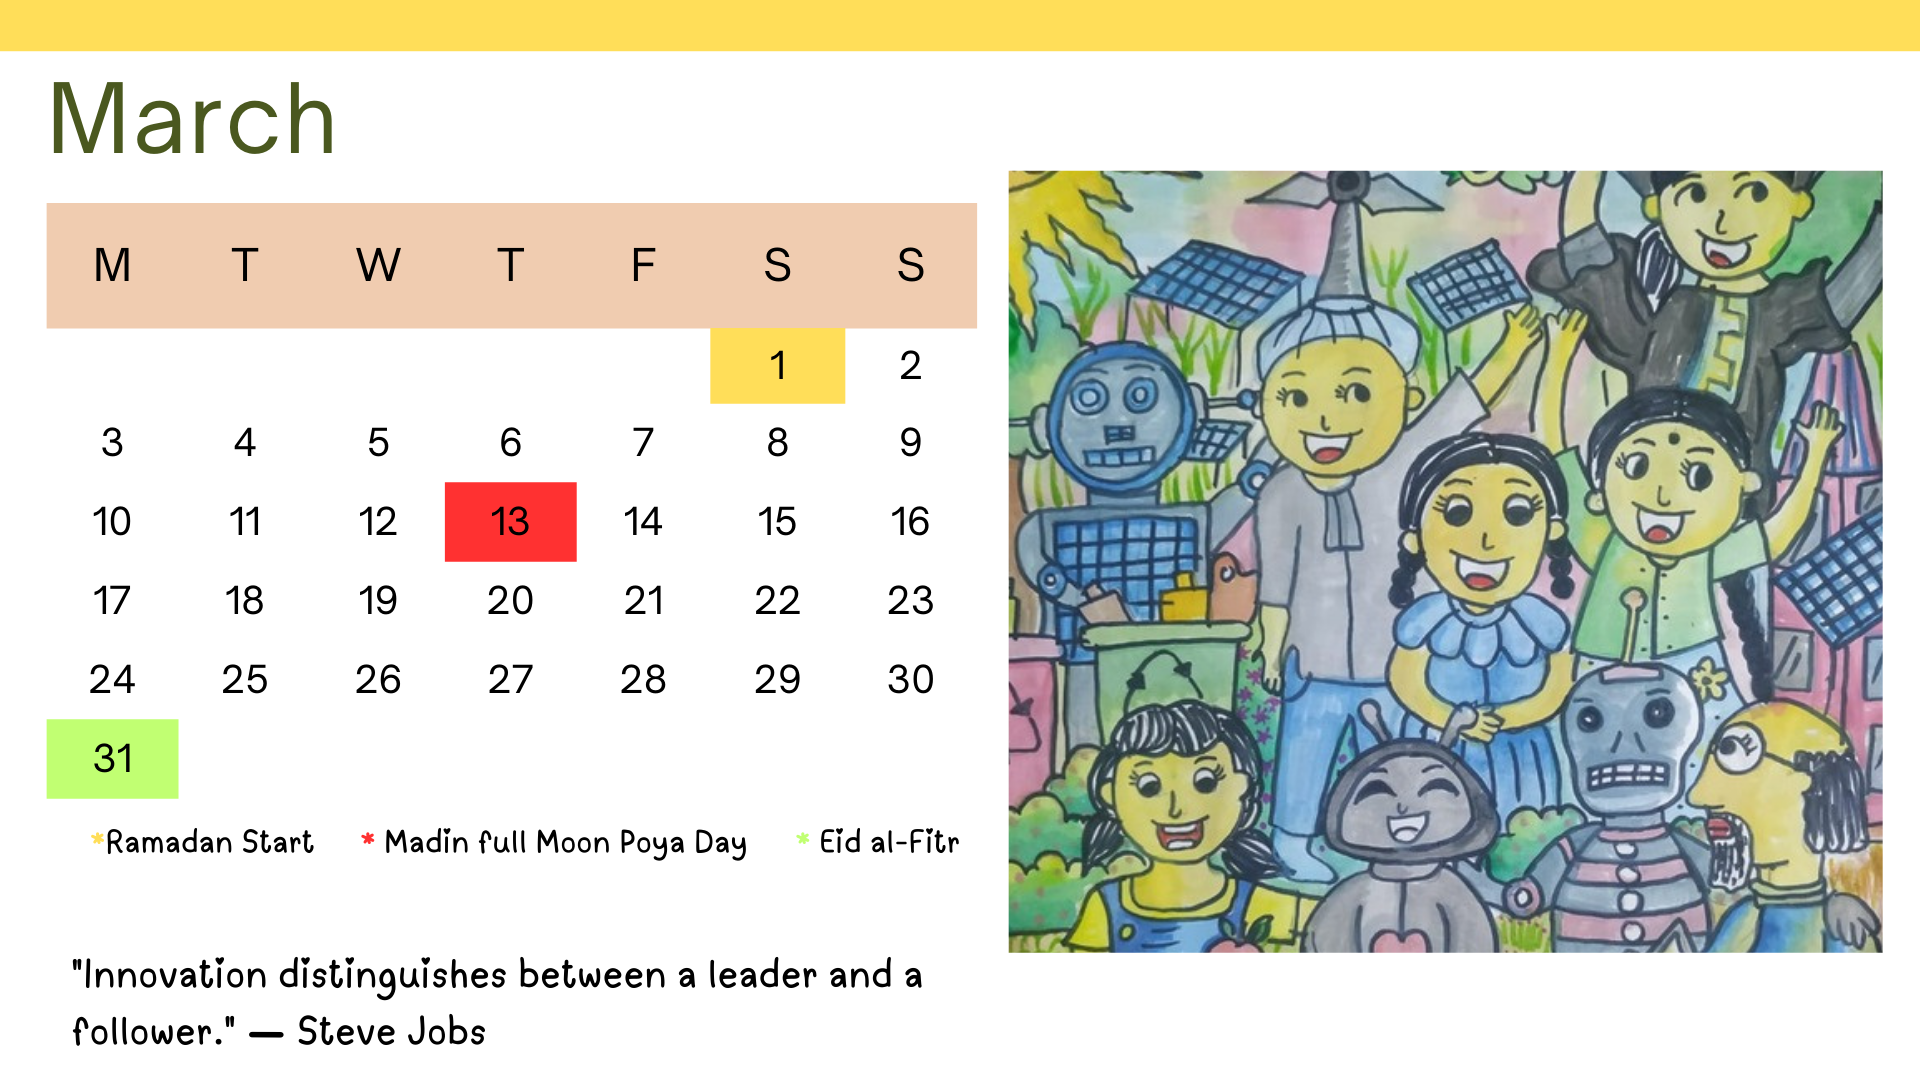 March
M T W T F S S
1 2
3 4 5 6 7 8 9
10 11 12 13 14 15 16
17 18 19 20 21 22 23
24 25 26 27 28 29 30
31
*Ramadan Start * Madin full Moon Poya Day * Eid al-Fitr
"Innovation distinguishes between a leader and a
follower." — Steve Jobs